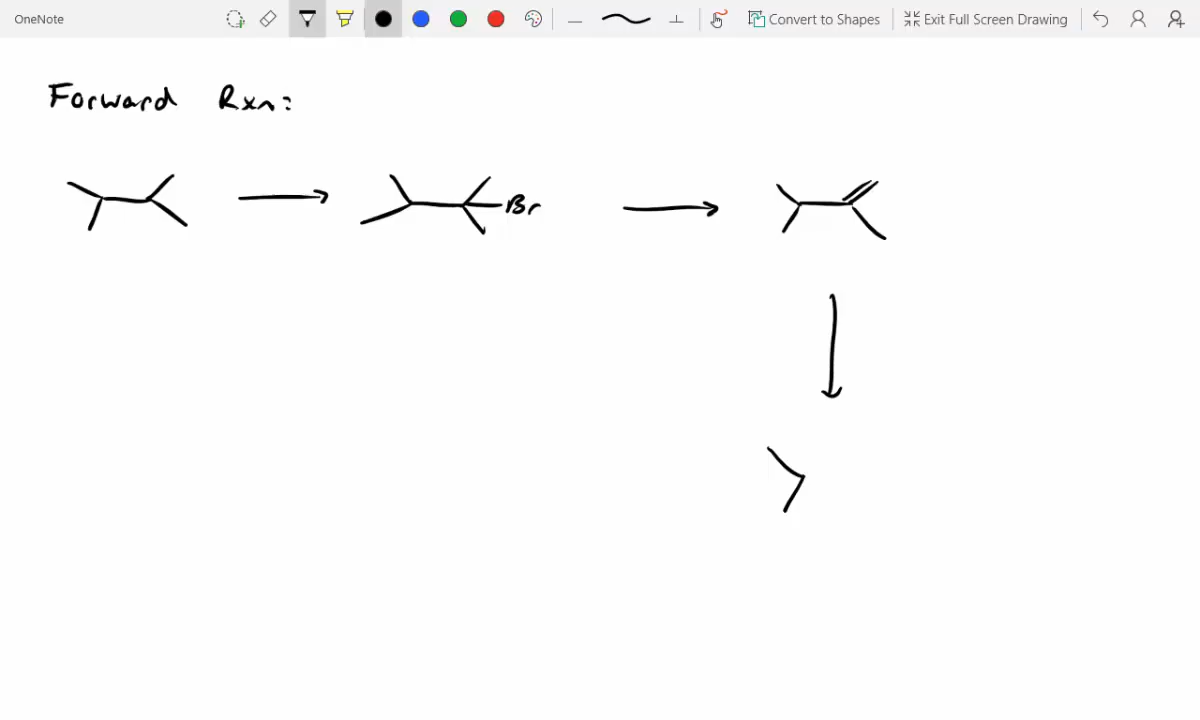 OneNote
Convert to Shapes
Exit Full Screen Drawing
Forward Rxn:
Br